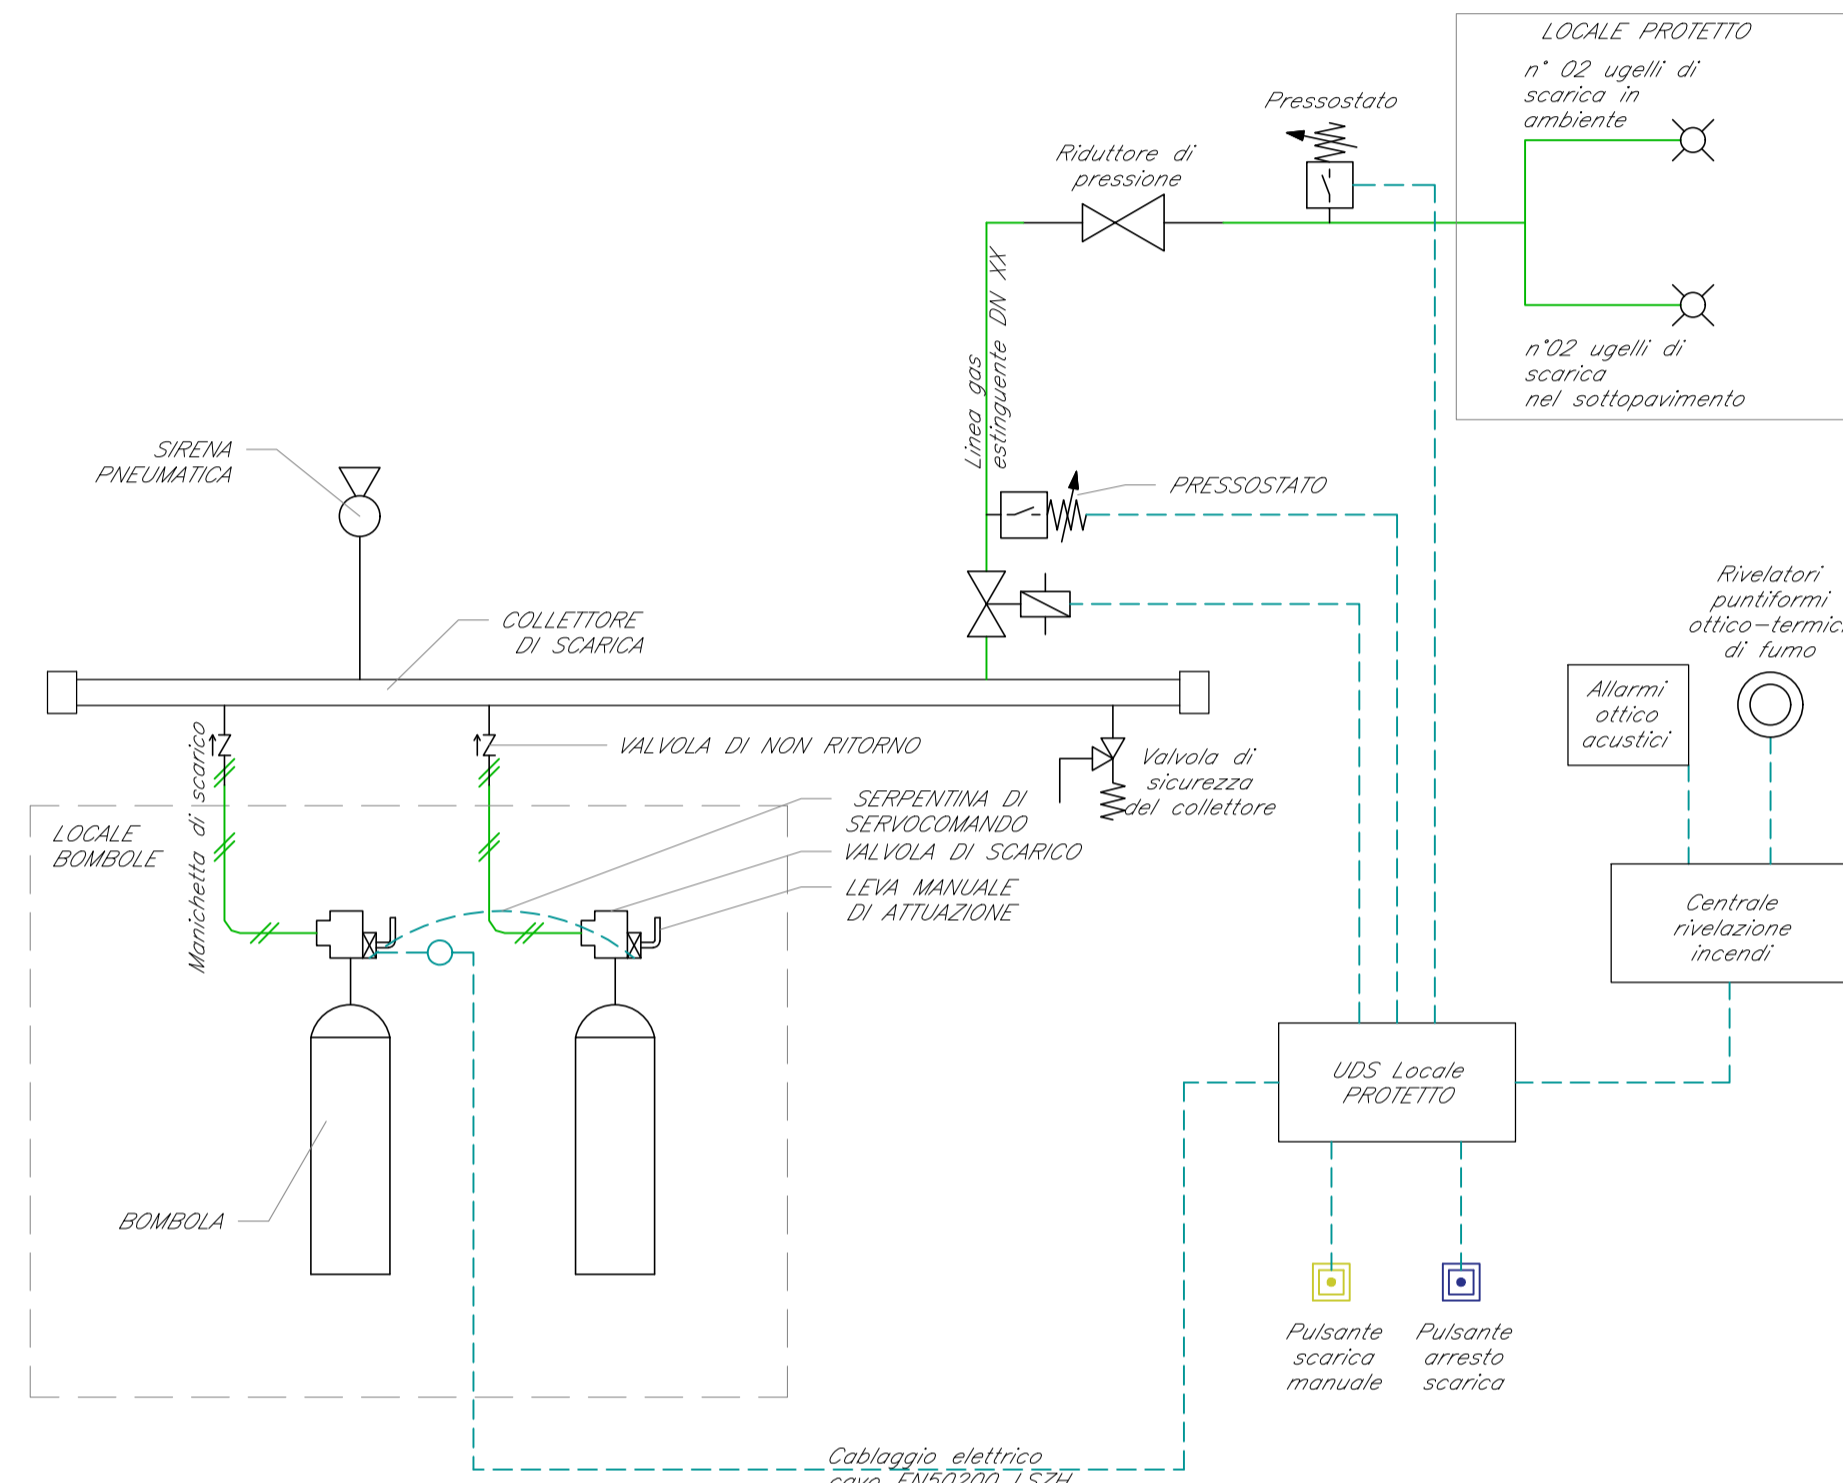 LOCALE PROTETTO
n° 02 ugelli di
scarica in
ambiente
Pressostato
Riduttore di
pressione
Linea gas
estinguente DN XX
n°02 ugelli di
scarica
nel sottopavimento
SIRENA
PNEUMATICA
PRESSOSTATO
COLLETTORE
DI SCARICA
Rivelatori
puntiformi
ottico-termici
di fumo
Allarmi
ottico
acustici
Manichetta di scarico
VALVOLA DI NON RITORNO
Valvola di
sicurezza
del collettore
LOCALE
BOMBOLE
SERPENTINA DI
SERVOCOMANDO
VALVOLA DI SCARICO
LEVA MANUALE
DI ATTUAZIONE
Centrale
rivelazione
incendi
UDS Locale
PROTETTO
BOMBOLA
Pulsante
scarica
manuale
Pulsante
arresto
scarica
Cablaggio elettrico
cavo EN50200 LSZH